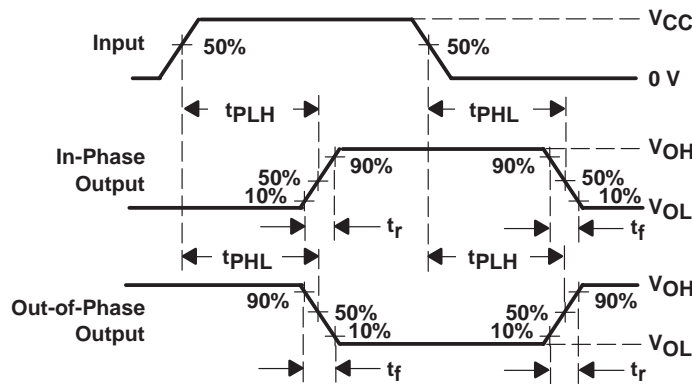 Input
50%
50%
VCC
0 V
tPLH
tPHL
In-Phase
Output
50%
10%
90%
90%
50%
10%
VOH
VOL
tr
tf
tPHL
tPLH
Out-of-Phase
Output
90%
50%
10%
50%
10%
90%
VOH
VOL
tf
tr